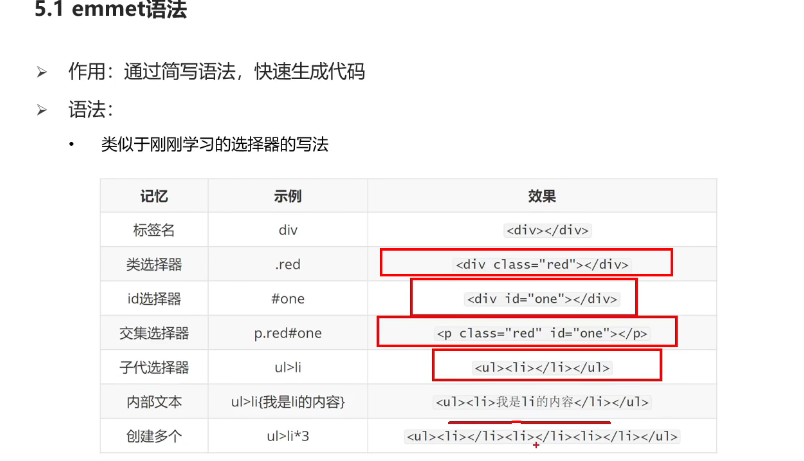 5.1 emmet语法
作用：通过简写语法，快速生成代码
语法：
类似于刚刚学习的选择器的写法
记忆 示例 效果
标签名 div <div></div>
类选择器 .red <div class="red"></div>
id选择器 #one <div id="one"></div>
交集选择器 p.red#one <p class="red" id="one"></p>
子代选择器 ul>li <ul><li></li></ul>
内部文本 ul>li{我是li的内容} <ul><li>我是li的内容</li></ul>
创建多个 ul>li*3 <ul><li></li><li></li><li></li></ul>